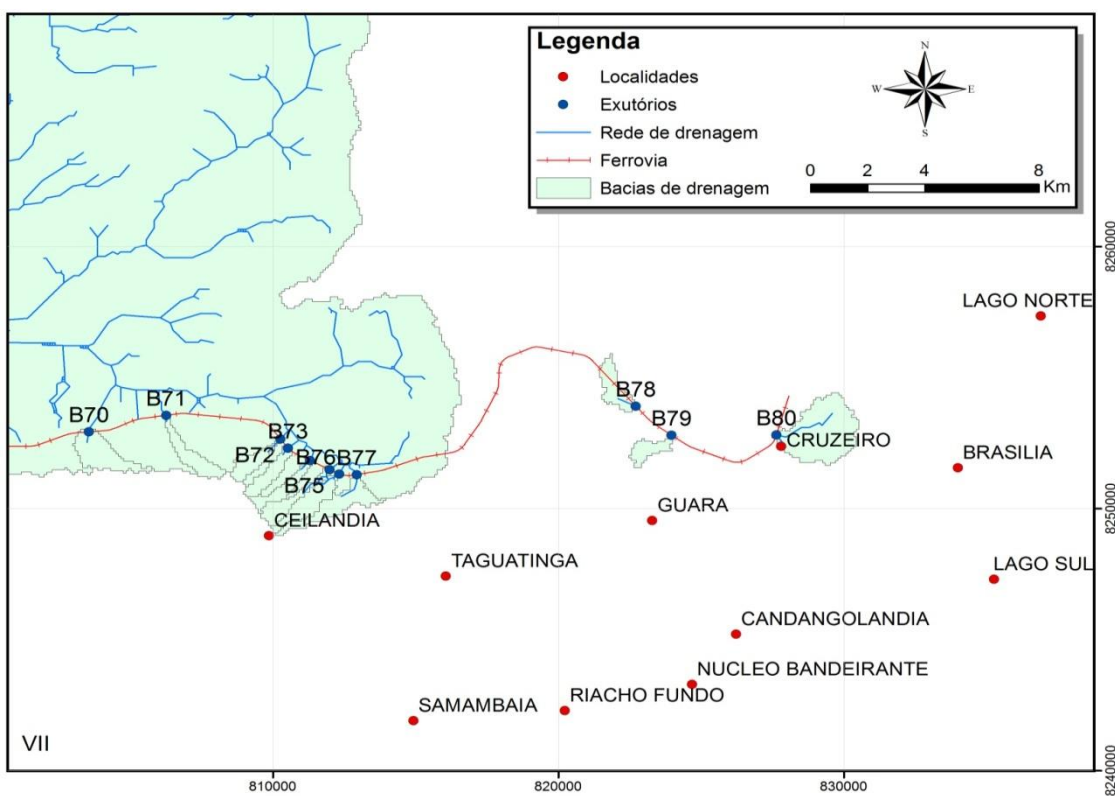 Legenda
Localidades
Exutórios
Rede de drenagem
Ferrovia
Bacias de drenagem
N
W
E
S
0 2 4 8
Km
8260000
LAGO NORTE
B78
B71
B70
B79
B80
B73
CRUZEIRO
B72
B76
B77
BRASILIA
B75
GUARA
8250000
CEILANDIA
TAGUATINGA
LAGO SUL
CANDANGOLANDIA
NUCLEO BANDEIRANTE
RIACHO FUNDO
SAMAMBAIA
VII
8240000
810000
820000
830000